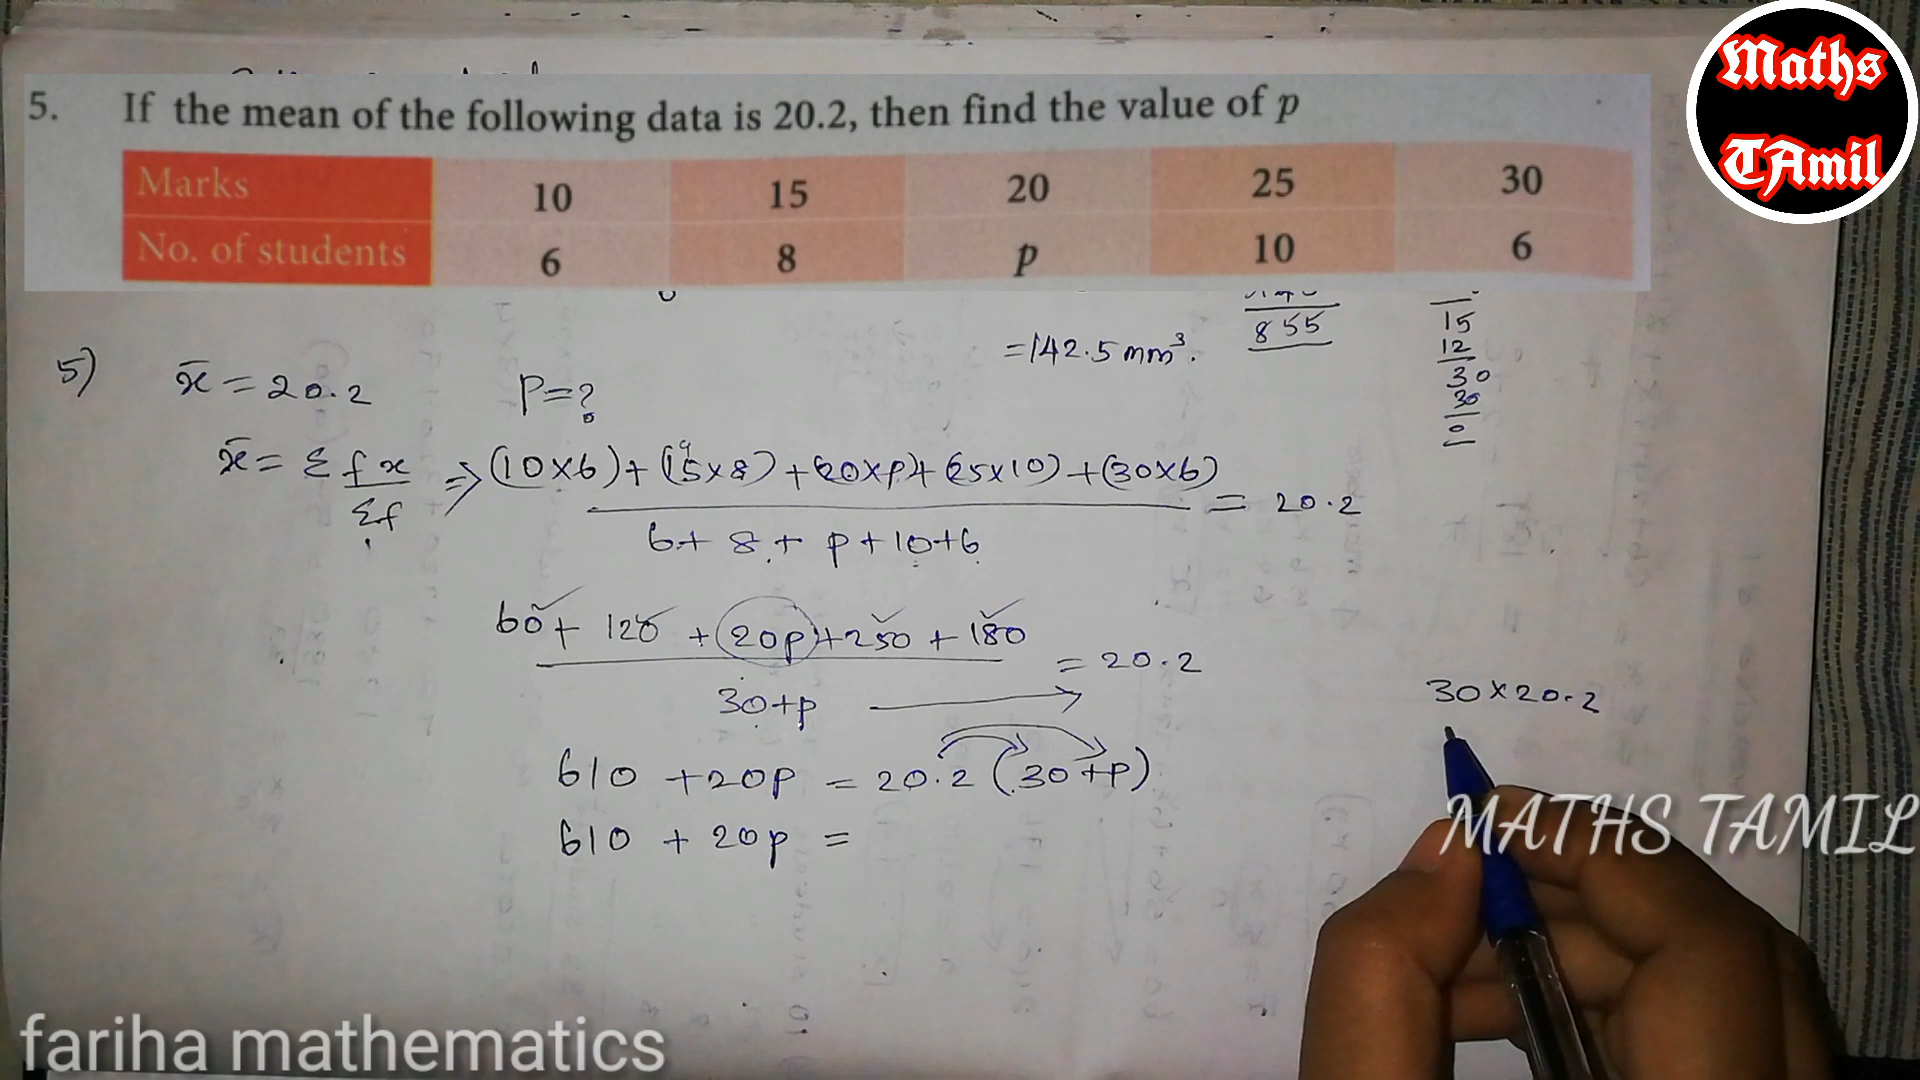 Maths
TAmil
5. If the mean of the following data is 20.2, then find the value of p
Marks 10 15 20 25 30
No. of students 6 8 p 10 6
855
=142.5 mm³.
15
12
30
30
0
5) x̄ = 20.2 P=?
x̄ = Σfx/Σf ⇒ (10×6)+(15×8)+(20×p)+(25×10)+(30×6) = 20.2
6+8+p+10+6
60+120+20p+250+180 = 20.2
30+p
30×20.2
610 +20p = 20.2 (30+p)
610 + 20p =
MATHS TAMIL
fariha mathematics